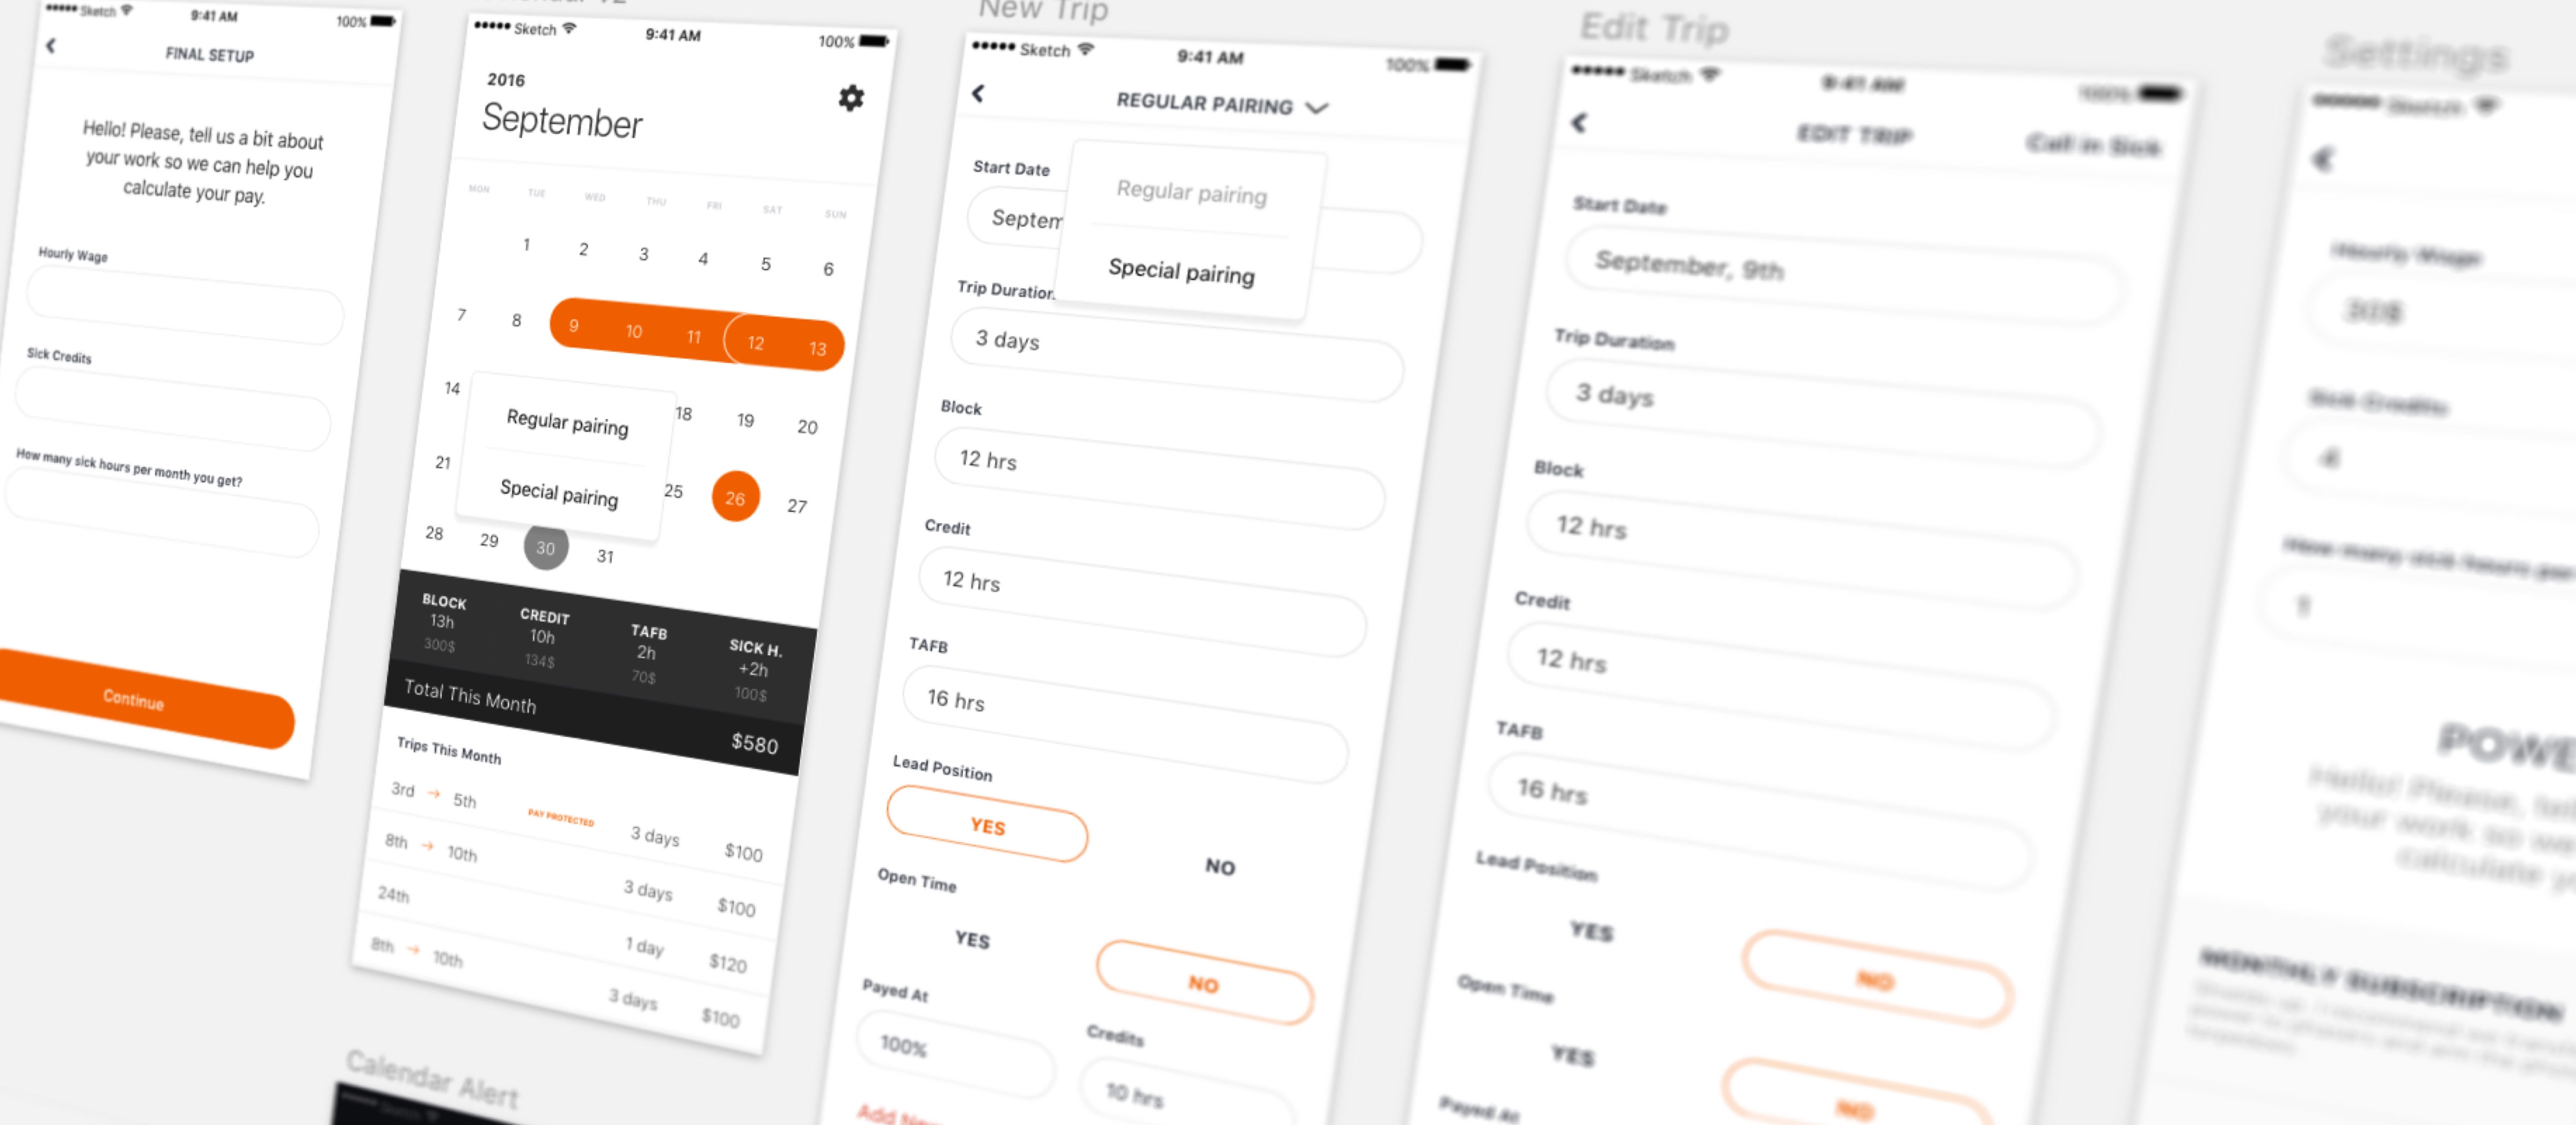 Sketch
9:41 AM
100%
FINAL SETUP
Hello! Please, tell us a bit about
your work so we can help you
calculate your pay.
Hourly Wage
Sick Credits
How many sick hours per month you get?
Continue
Sketch
9:41 AM
100%
2016
September
MON TUE WED THU FRI SAT SUN
1 2 3 4 5 6
7 8 9 10 11 12 13
14 18 19 20
21 25 26 27
28 29 30 31
Regular pairing
Special pairing
BLOCK CREDIT TAFB SICK H.
13h 10h 2h +2h
300$ 134$ 70$ 100$
Total This Month $580
Trips This Month
3rd → 5th PAY PROTECTED 3 days $100
8th → 10th 3 days $100
24th 1 day $120
8th → 10th 3 days $100
Calendar Alert
New Trip
Sketch
9:41 AM
100%
REGULAR PAIRING
Regular pairing
Special pairing
Start Date
Septem
Trip Duration
3 days
Block
12 hrs
Credit
12 hrs
TAFB
16 hrs
Lead Position
YES NO
Open Time
YES NO
Payed At Credits
100% 10 hrs
Add
Edit Trip
Sketch
9:41 AM
100%
EDIT TRIP
Call in Sick
Start Date
September, 9th
Trip Duration
3 days
Block
12 hrs
Credit
12 hrs
TAFB
16 hrs
Lead Position
YES NO
Open Time
YES NO
Payed At
Settings
Sketch
Hourly Wage
30$
Sick Credits
4
How many sick hours per
1
POWE
Hello! Please, tell
your work so we
calculate y
MONTHLY SUBSCRIPTION